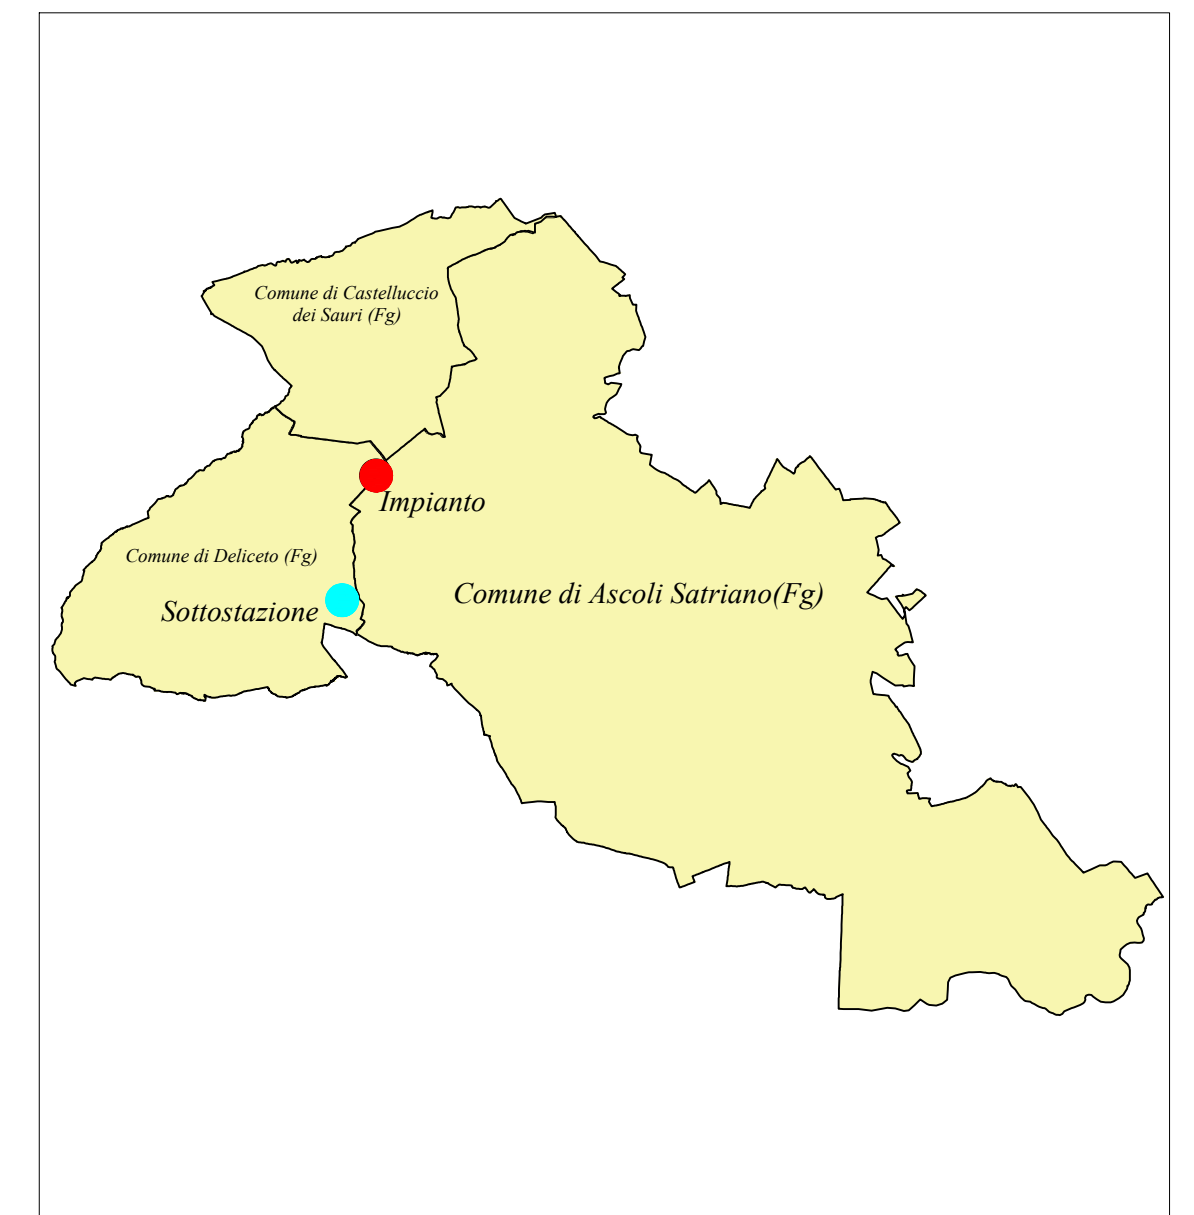 Comune di Castelluccio
dei Sauri (Fg)
Impianto
Comune di Deliceto (Fg)
Sottostazione
Comune di Ascoli Satriano(Fg)